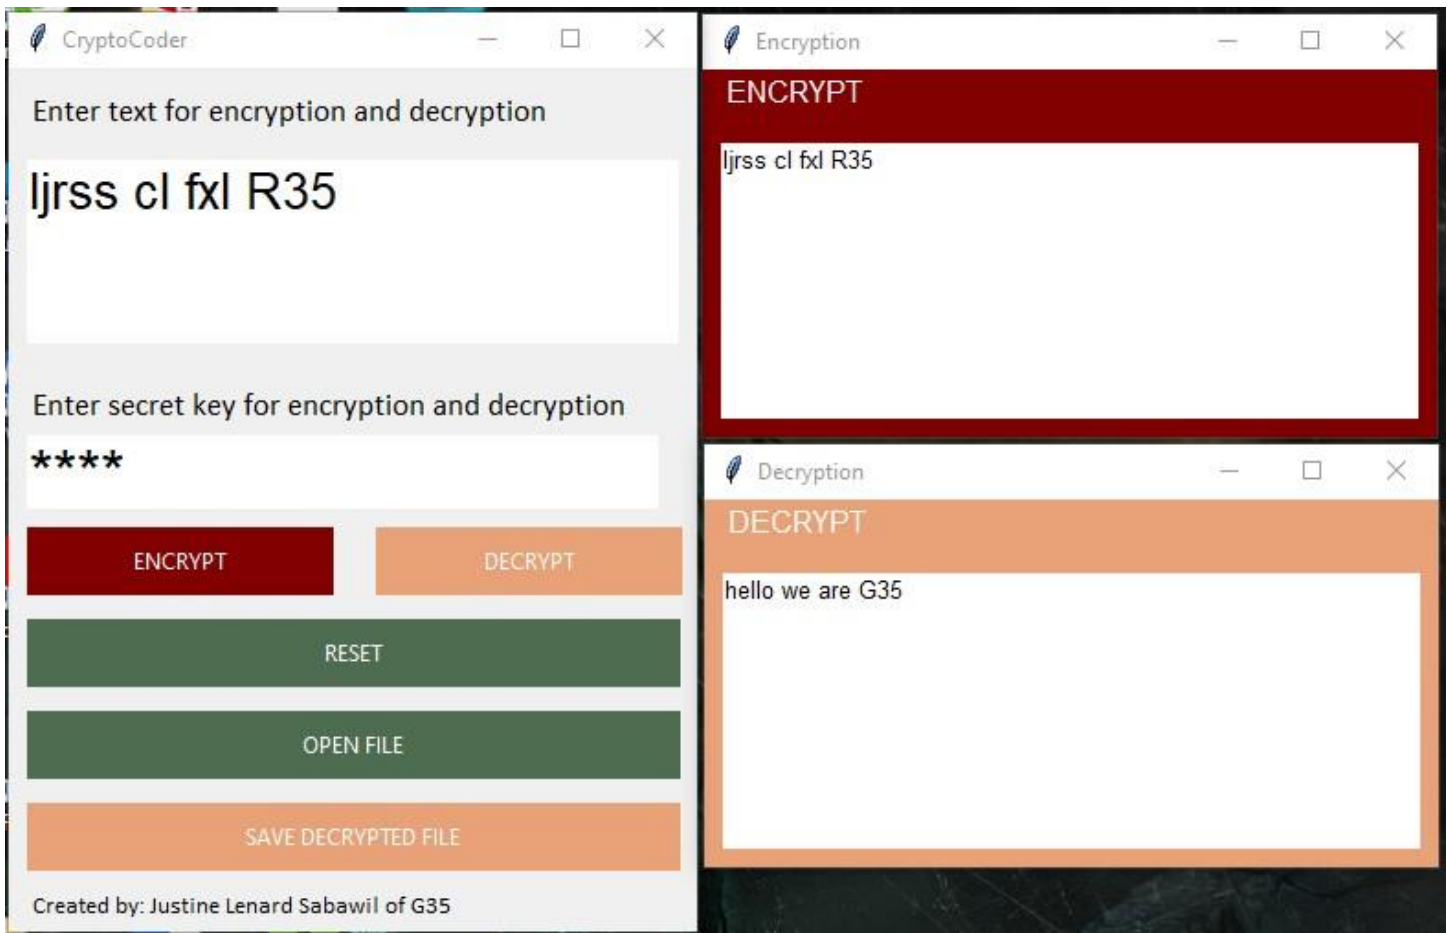 CryptoCoder
Enter text for encryption and decryption
ljrss cl fxl R35
Enter secret key for encryption and decryption
****
ENCRYPT
DECRYPT
RESET
OPEN FILE
SAVE DECRYPTED FILE
Created by: Justine Lenard Sabawil of G35
Encryption
ENCRYPT
ljrss cl fxl R35
Decryption
DECRYPT
hello we are G35